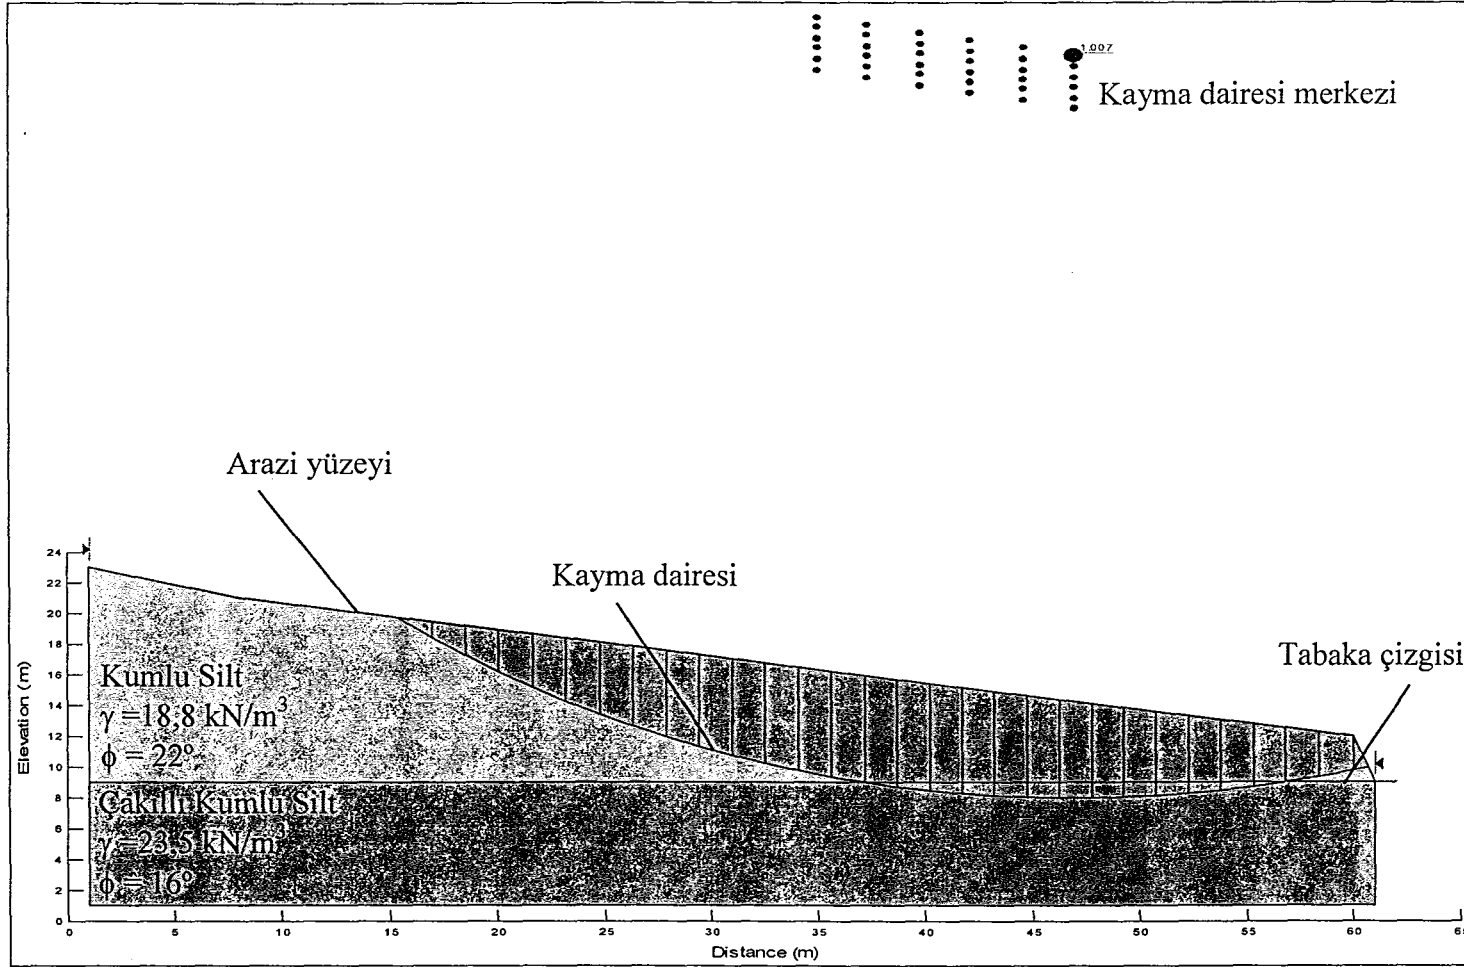 1.007
Kayma dairesi merkezi
Arazi yüzeyi
Kayma dairesi
Tabaka çizgisi
Kumlu Silt
γ =18,8 kN/m³
ϕ = 22°
Çakıllı Kumlu Silt
γ =23,5 kN/m³
ϕ = 16°
Elevation (m)
24
22
20
18
16
14
12
10
8
6
4
2
0
0 5 10 15 20 25 30 35 40 45 50 55 60 65
Distance (m)